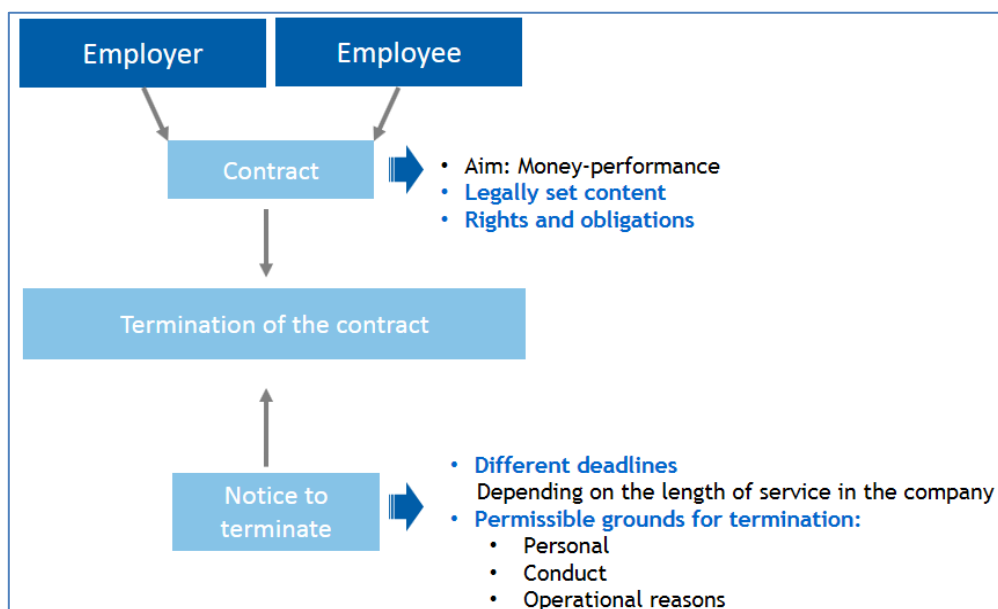 Employer
Employee
Contract
• Aim: Money-performance
• Legally set content
• Rights and obligations
Termination of the contract
Notice to
terminate
• Different deadlines
Depending on the length of service in the company
• Permissible grounds for termination:
• Personal
• Conduct
• Operational reasons